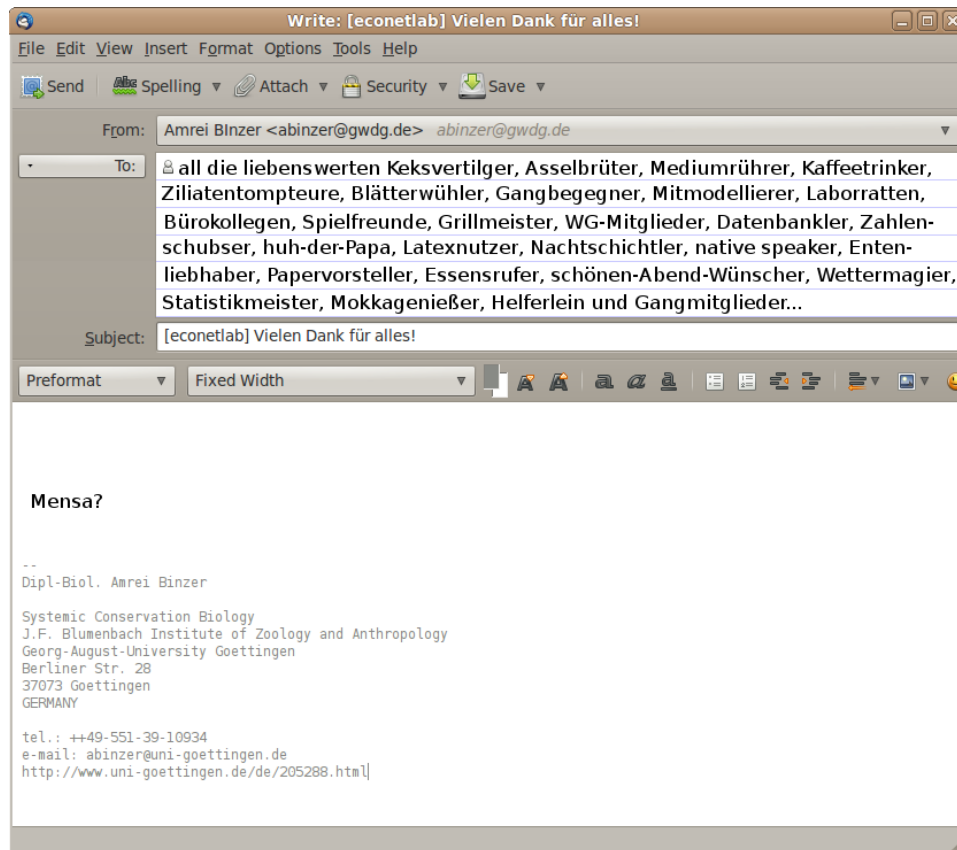 Write: [econetlab] Vielen Dank für alles!
File Edit View Insert Format Options Tools Help
Send Abc Spelling Attach Security Save
From: Amrei BInzer <abinzer@gwdg.de> abinzer@gwdg.de
To: all die liebenswerten Keksvertilger, Asselbrüter, Mediumrührer, Kaffeetrinker,
Ziliatentompteure, Blätterwühler, Gangbegegner, Mitmodellierer, Laborratten,
Bürokollegen, Spielfreunde, Grillmeister, WG-Mitglieder, Datenbankler, Zahlen-
schubser, huh-der-Papa, Latexnutzer, Nachtschichtler, native speaker, Enten-
liebhaber, Papervorsteller, Essensrufer, schönen-Abend-Wünscher, Wettermagier,
Statistikmeister, Mokkagenießer, Helferlein und Gangmitglieder...
Subject: [econetlab] Vielen Dank für alles!
Preformat Fixed Width A A a a a
Mensa?
--
Dipl-Biol. Amrei Binzer
Systemic Conservation Biology
J.F. Blumenbach Institute of Zoology and Anthropology
Georg-August-University Goettingen
Berliner Str. 28
37073 Goettingen
GERMANY
tel.: ++49-551-39-10934
e-mail: abinzer@uni-goettingen.de
http://www.uni-goettingen.de/de/205288.html